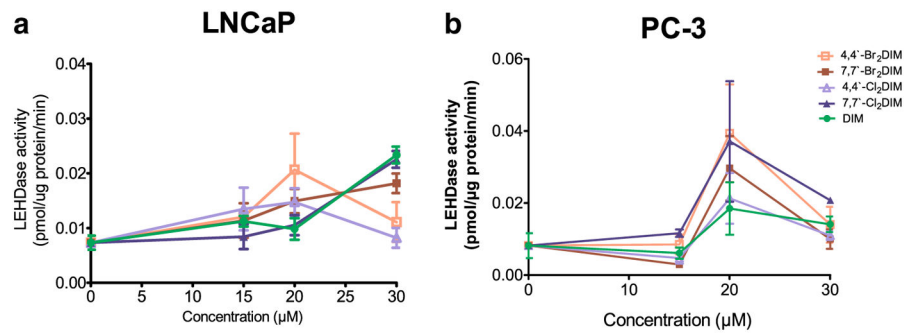 a
LNCaP
LEHDase activity
(pmol/μg protein/min)
0.04
0.03
0.02
0.01
0.00
0
5
10
15
20
25
30
Concentration (μM)
b
PC-3
LEHDase activity
(pmol/μg protein/min)
0.06
0.04
0.02
0.00
0
10
20
30
Concentration (μM)
4,4`-Br₂DIM
7,7`-Br₂DIM
4,4`-Cl₂DIM
7,7`-Cl₂DIM
DIM